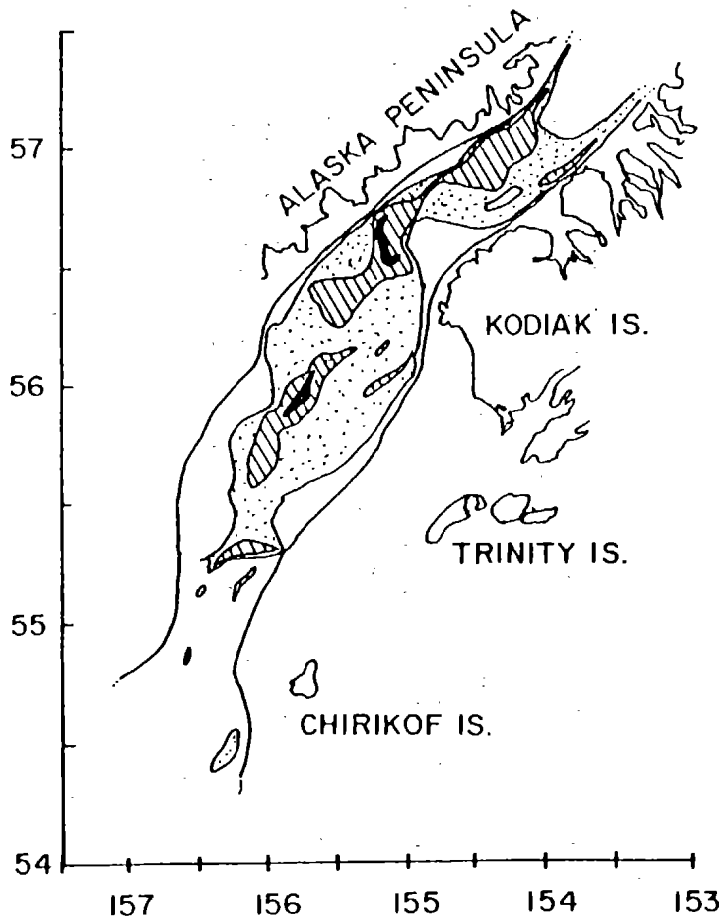 ALASKA PENINSULA
57
KODIAK IS.
56
TRINITY IS.
55
CHIRIKOF IS.
54
157 156 155 154 153